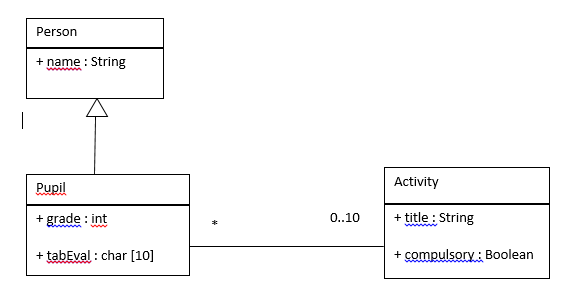 Person
+ name : String
Pupil
+ grade : int
+ tabEval : char [10]
*
0..10
Activity
+ title : String
+ compulsory : Boolean